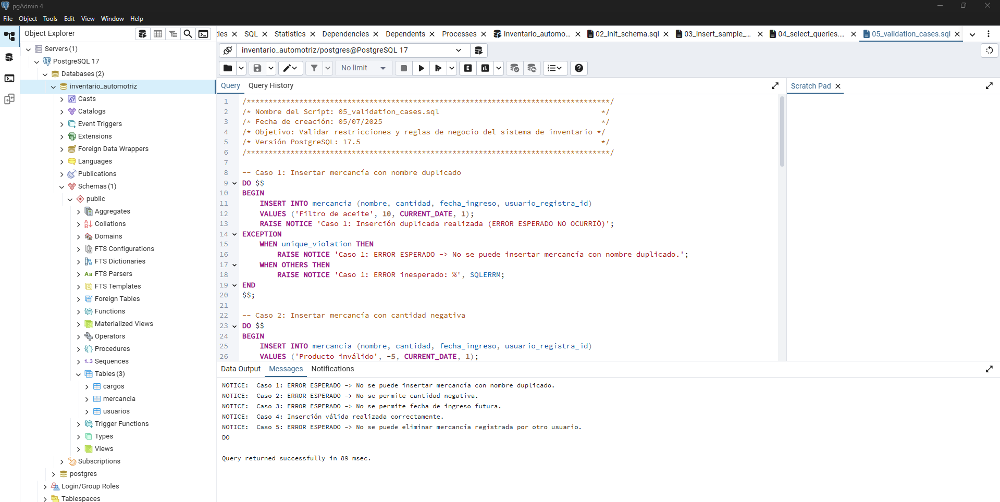 pgAdmin 4
File Object Tools Edit View Window Help
Object Explorer
ties SQL Statistics Dependencies Dependents Processes inventario_automo... 02_init_schema.sql 03_insert_sample_... 04_select_queries.... 05_validation_cases.sql
inventario_automotriz/postgres@PostgreSQL 17
No limit
E
Query Query History
Scratch Pad
Servers (1)
PostgreSQL 17
Databases (2)
inventario_automotriz
Casts
Catalogs
Event Triggers
Extensions
Foreign Data Wrappers
Languages
Publications
Schemas (1)
public
Aggregates
Collations
Domains
FTS Configurations
FTS Dictionaries
Aa FTS Parsers
FTS Templates
Foreign Tables
Functions
Materialized Views
Operators
Procedures
1..3 Sequences
Tables (3)
cargos
mercancia
usuarios
Trigger Functions
Types
Views
Subscriptions
postgres
Login/Group Roles
Tablespaces
1 /***********************************************************************************/
2 /* Nombre del Script: 05_validation_cases.sql */
3 /* Fecha de creación: 05/07/2025 */
4 /* Objetivo: Validar restricciones y reglas de negocio del sistema de inventario */
5 /* Versión PostgreSQL: 17.5 */
6 /***********************************************************************************/
7
8 -- Caso 1: Insertar mercancía con nombre duplicado
9 DO $$
10 BEGIN
11 INSERT INTO mercancia (nombre, cantidad, fecha_ingreso, usuario_registra_id)
12 VALUES ('Filtro de aceite', 10, CURRENT_DATE, 1);
13 RAISE NOTICE 'Caso 1: Inserción duplicada realizada (ERROR ESPERADO NO OCURRIÓ)';
14 EXCEPTION
15 WHEN unique_violation THEN
16 RAISE NOTICE 'Caso 1: ERROR ESPERADO -> No se puede insertar mercancía con nombre duplicado.';
17 WHEN OTHERS THEN
18 RAISE NOTICE 'Caso 1: ERROR inesperado: %', SQLERRM;
19 END
20 $$;
21
22 -- Caso 2: Insertar mercancía con cantidad negativa
23 DO $$
24 BEGIN
25 INSERT INTO mercancia (nombre, cantidad, fecha_ingreso, usuario_registra_id)
26 VALUES ('Producto inválido', -5, CURRENT_DATE, 1);
Data Output Messages Notifications
NOTICE: Caso 1: ERROR ESPERADO -> No se puede insertar mercancía con nombre duplicado.
NOTICE: Caso 2: ERROR ESPERADO -> No se permite cantidad negativa.
NOTICE: Caso 3: ERROR ESPERADO -> No se permite fecha de ingreso futura.
NOTICE: Caso 4: Inserción válida realizada correctamente.
NOTICE: Caso 5: ERROR ESPERADO -> No se puede eliminar mercancía registrada por otro usuario.
DO
Query returned successfully in 89 msec.